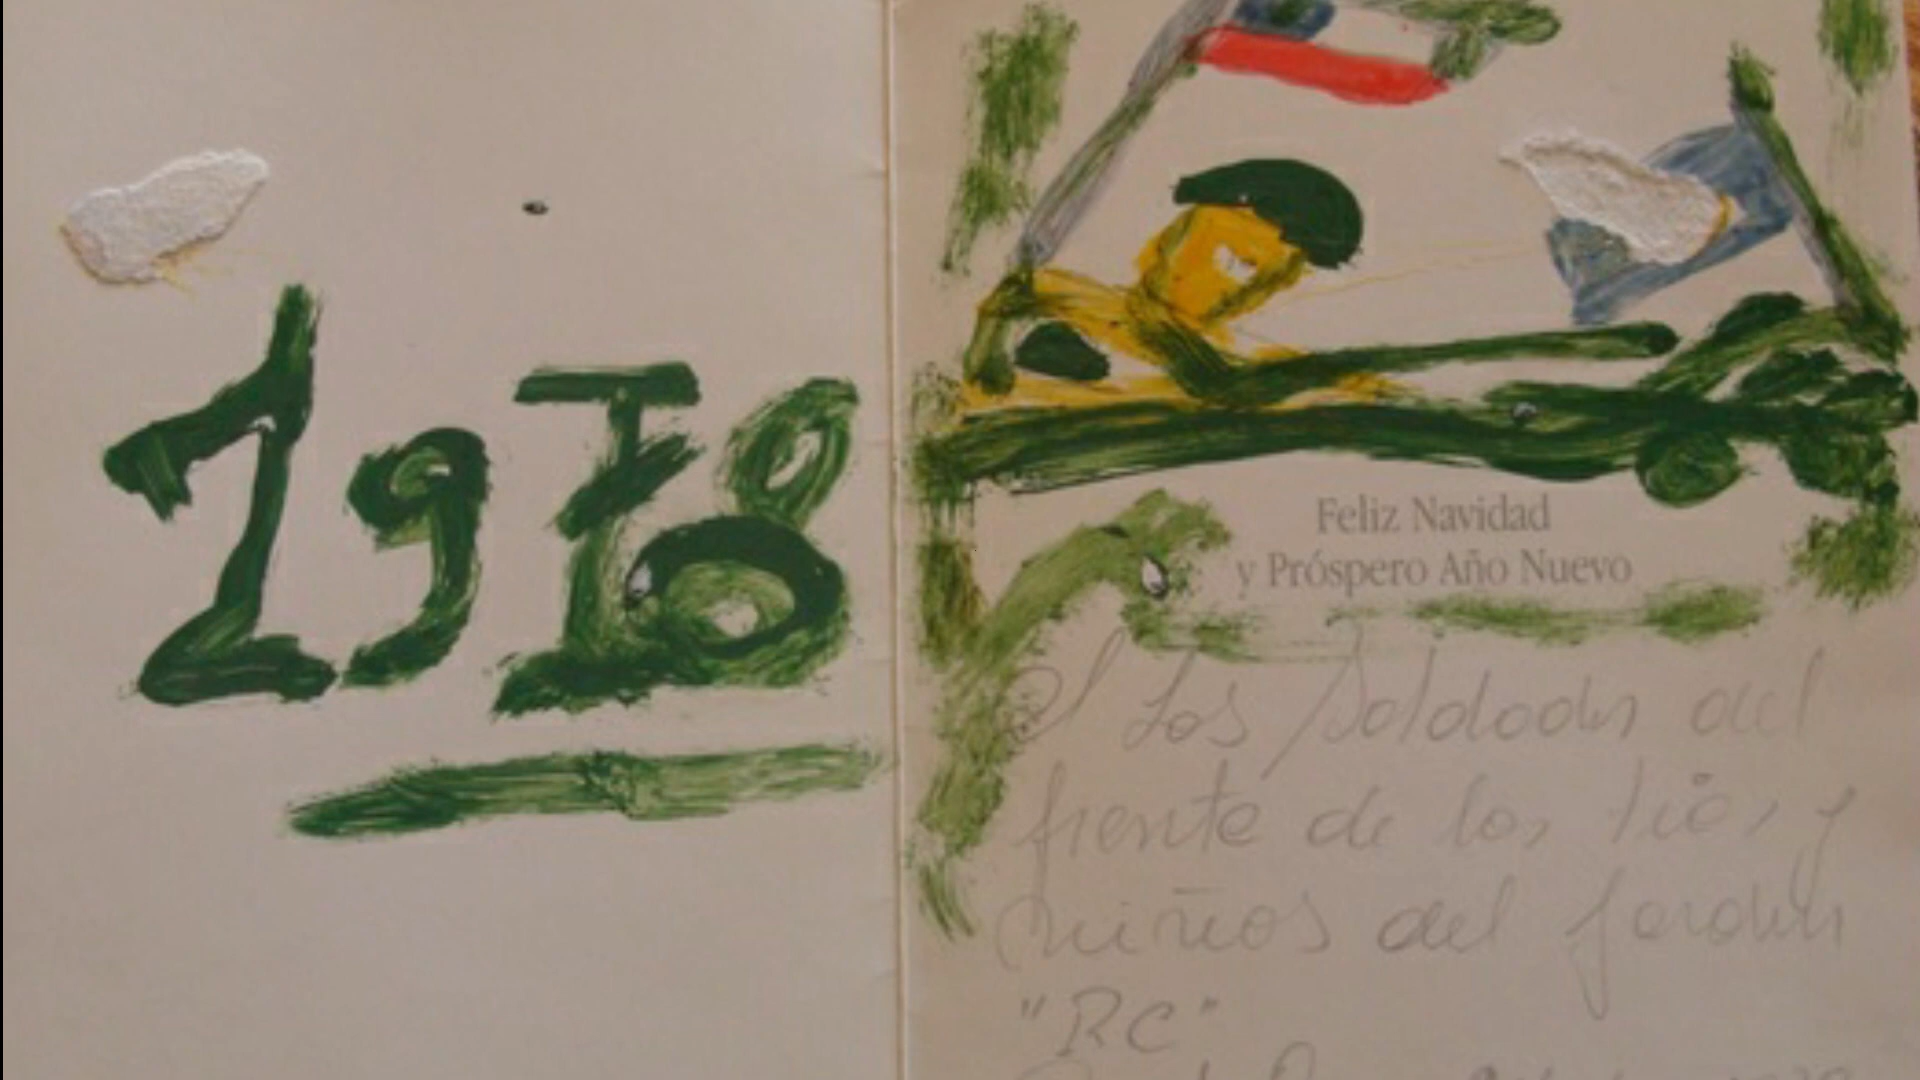 1978
Feliz Navidad
y Próspero Año Nuevo
Los Soldados del
frente de los tíos y
niños del Jardín
"RC"